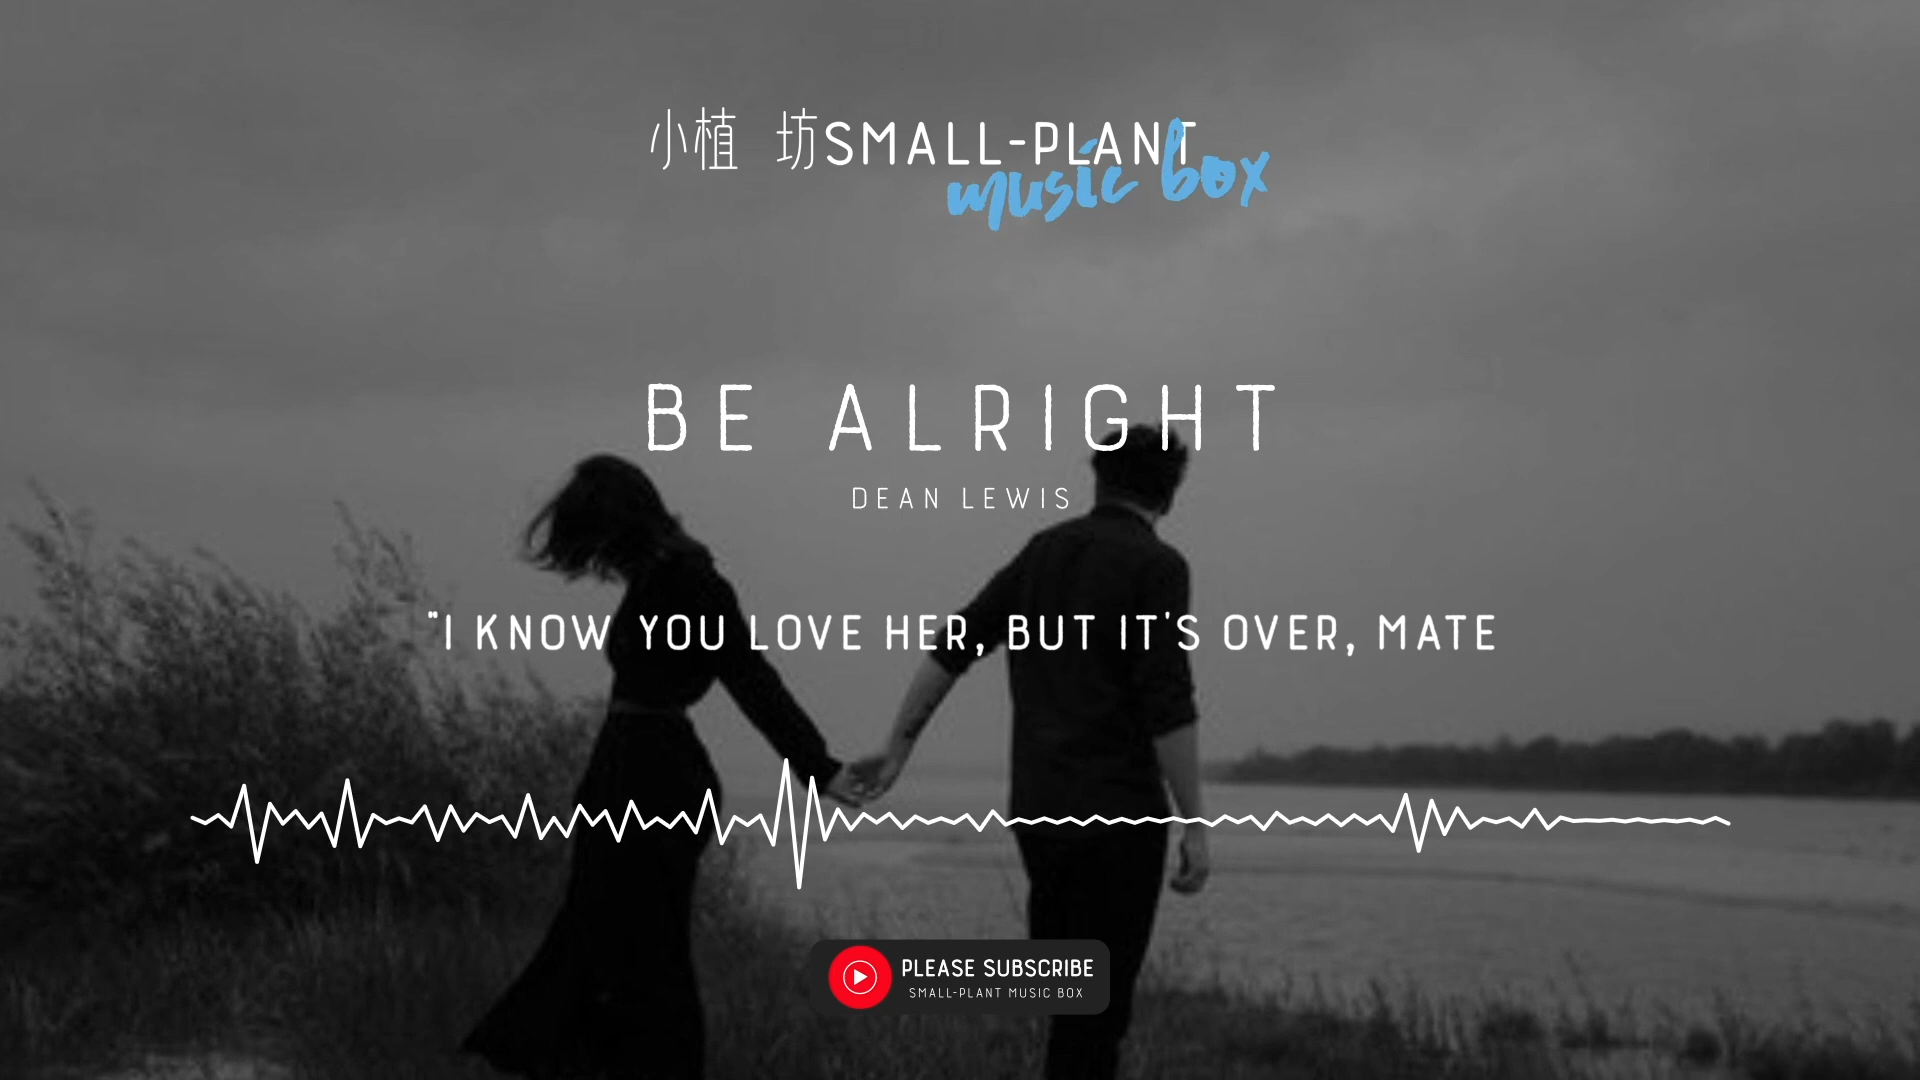 小植 坊SMALL-PLANT
music box
BE ALRIGHT
DEAN LEWIS
"I KNOW YOU LOVE HER, BUT IT'S OVER, MATE
PLEASE SUBSCRIBE
SMALL-PLANT MUSIC BOX